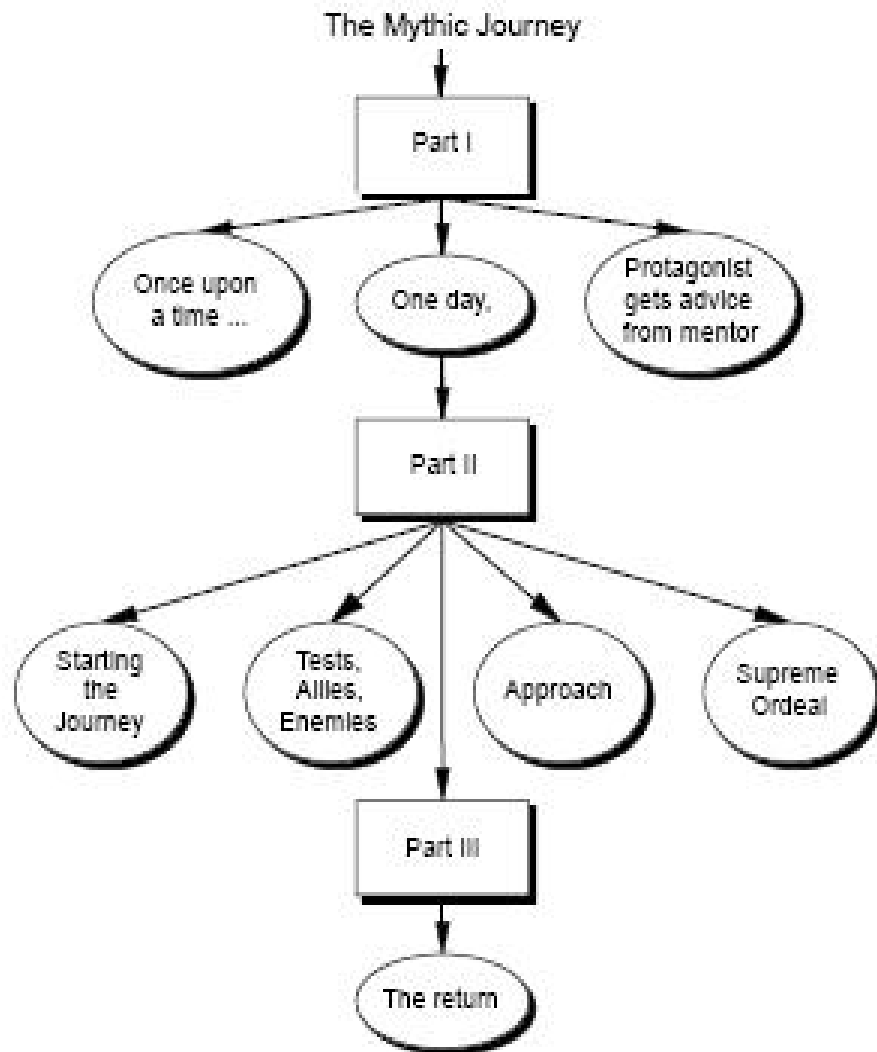 The Mythic Journey
Part I
Once upon
a time ...
One day,
Protagonist
gets advice
from mentor
Part II
Starting
the
Journey
Tests,
Allies,
Enemies
Approach
Supreme
Ordeal
Part III
The return